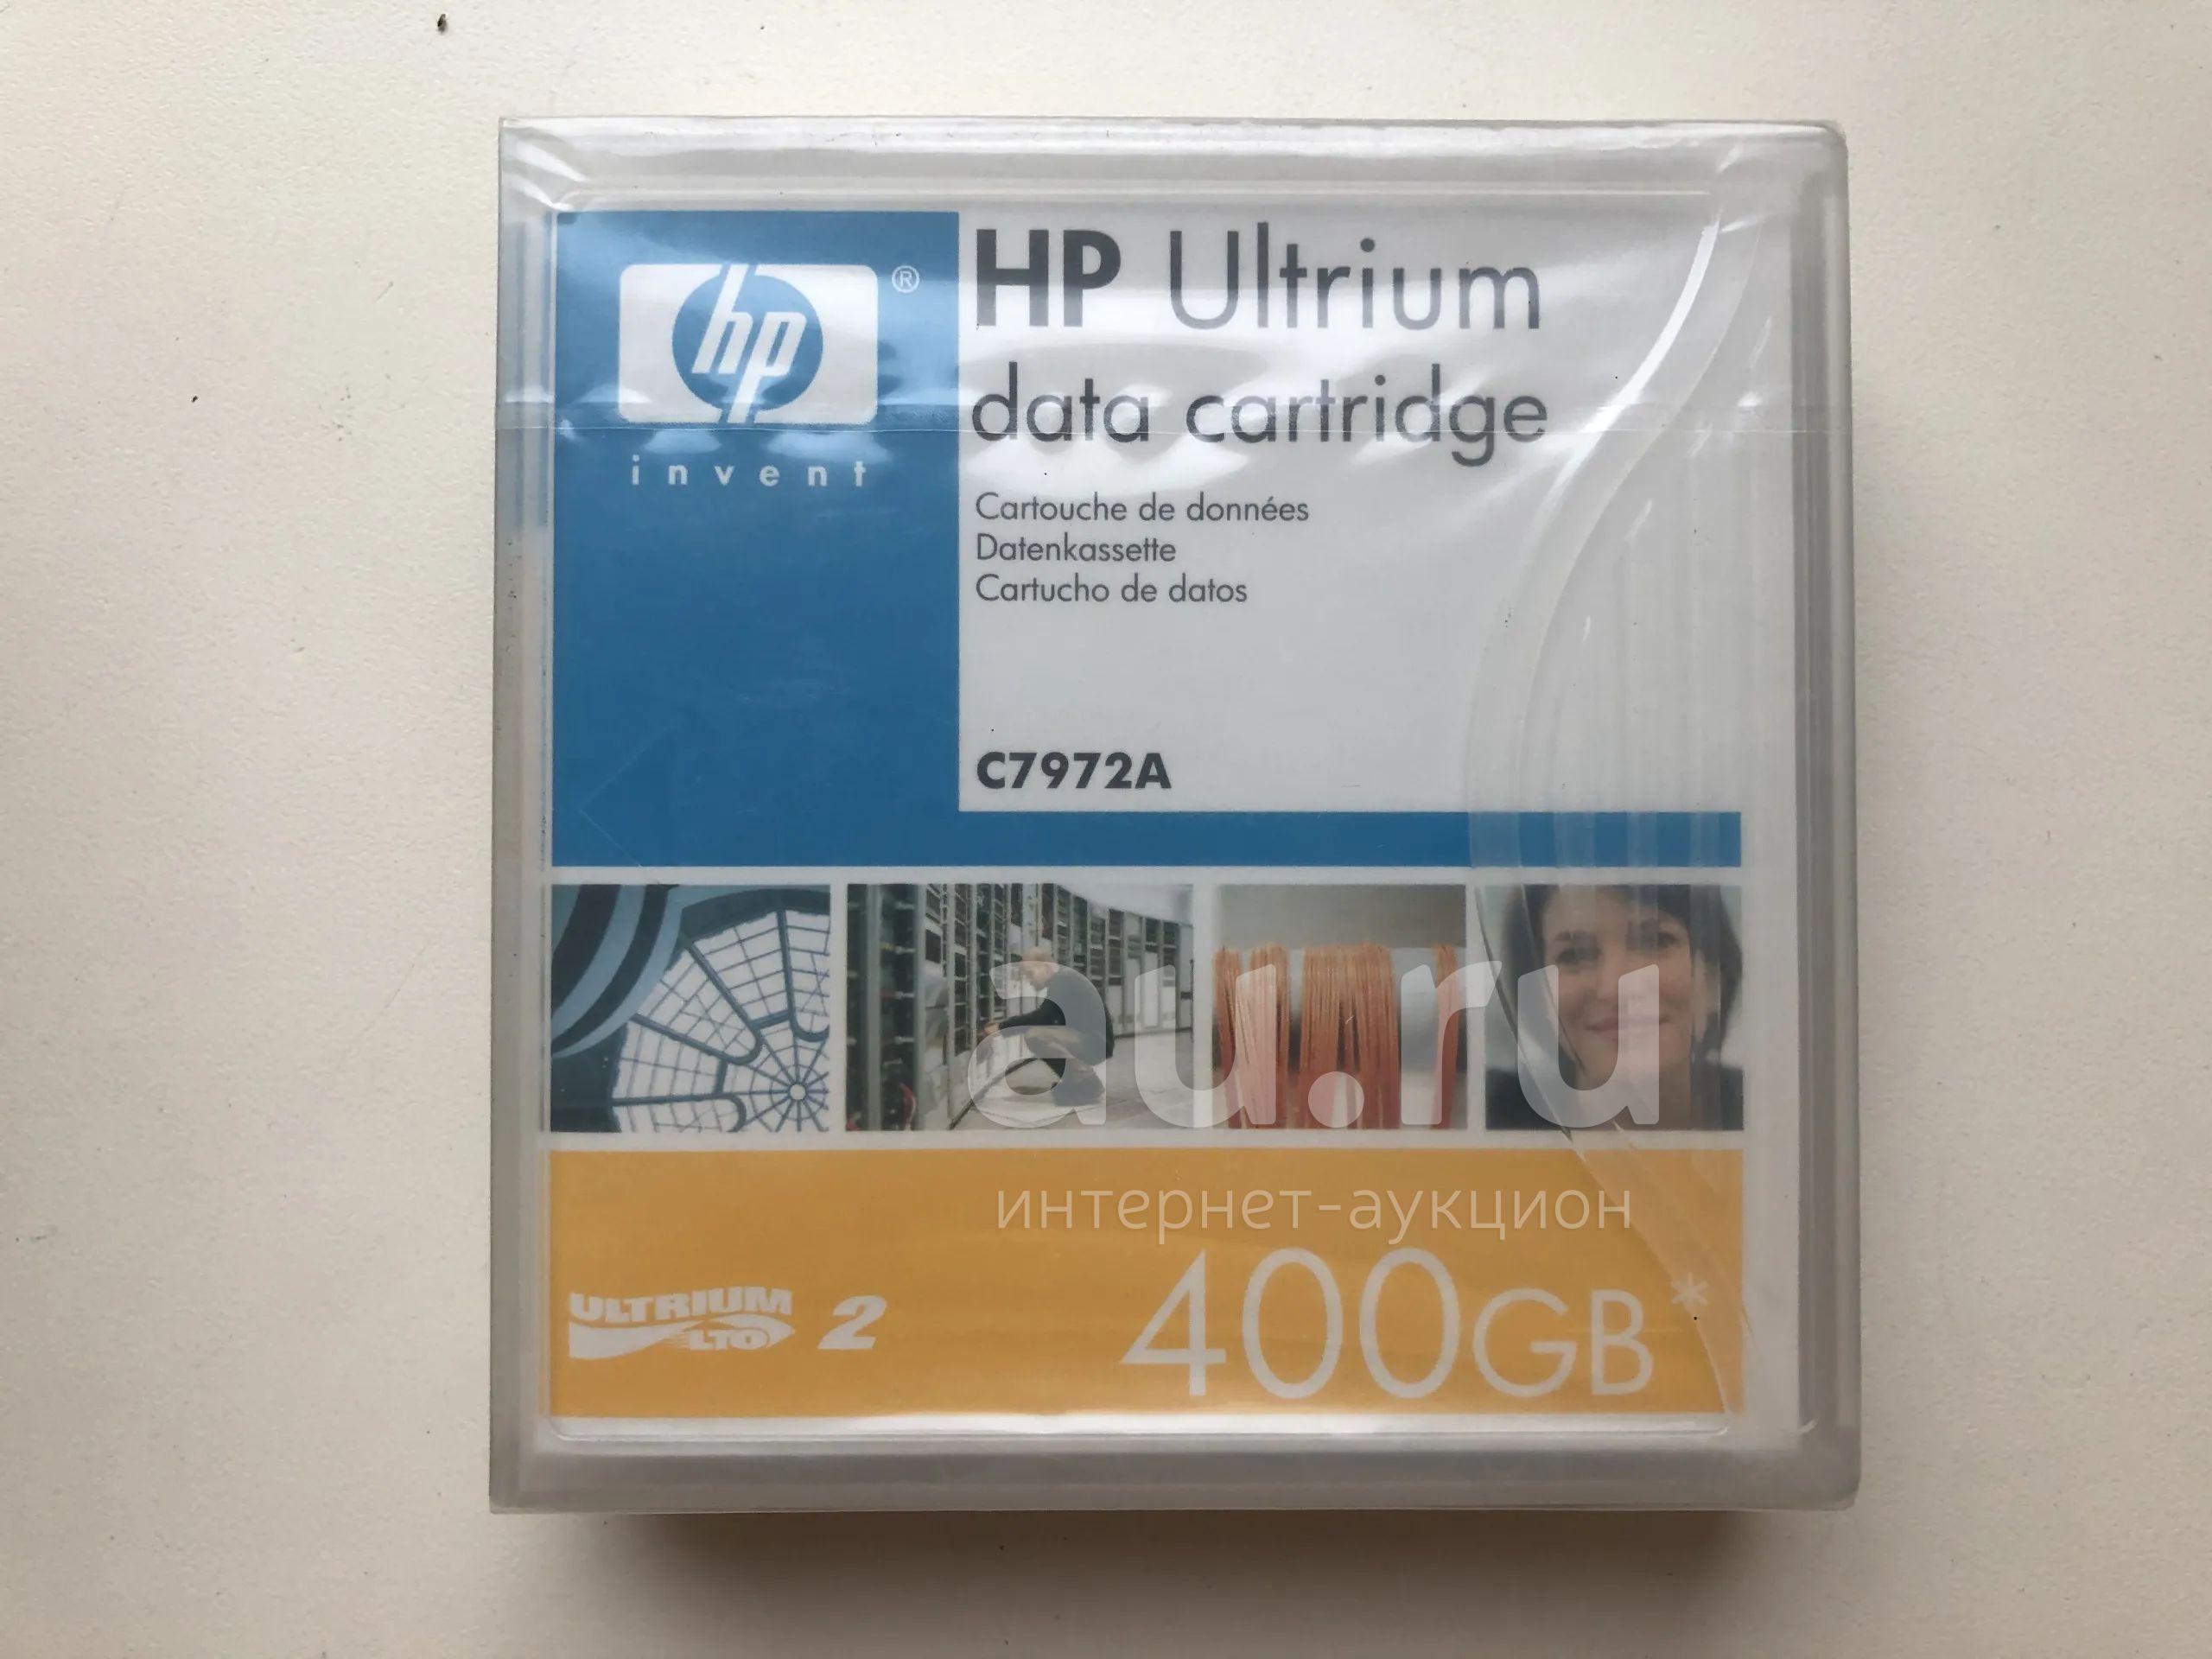 hp ®
invent
HP Ultrium
data cartridge
Cartouche de données
Datenkassette
Cartucho de datos
C7972A
au.ru
интернет-аукцион
ULTRIUM
LTO 2
400GB*